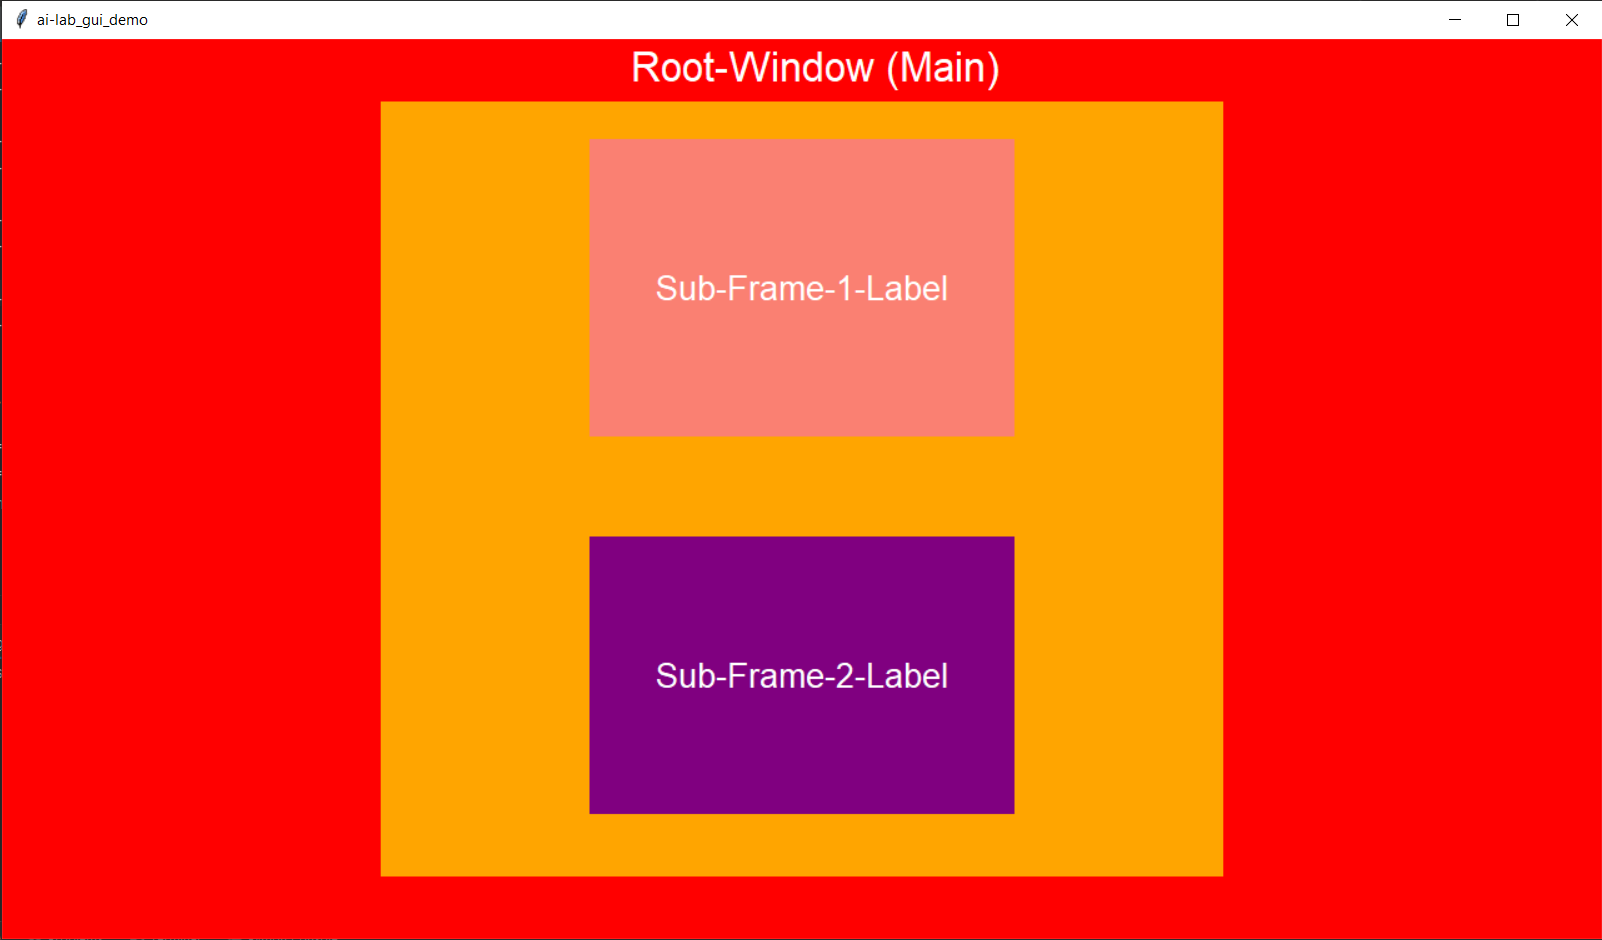 ai-lab_gui_demo
Root-Window (Main)
Sub-Frame-1-Label
Sub-Frame-2-Label